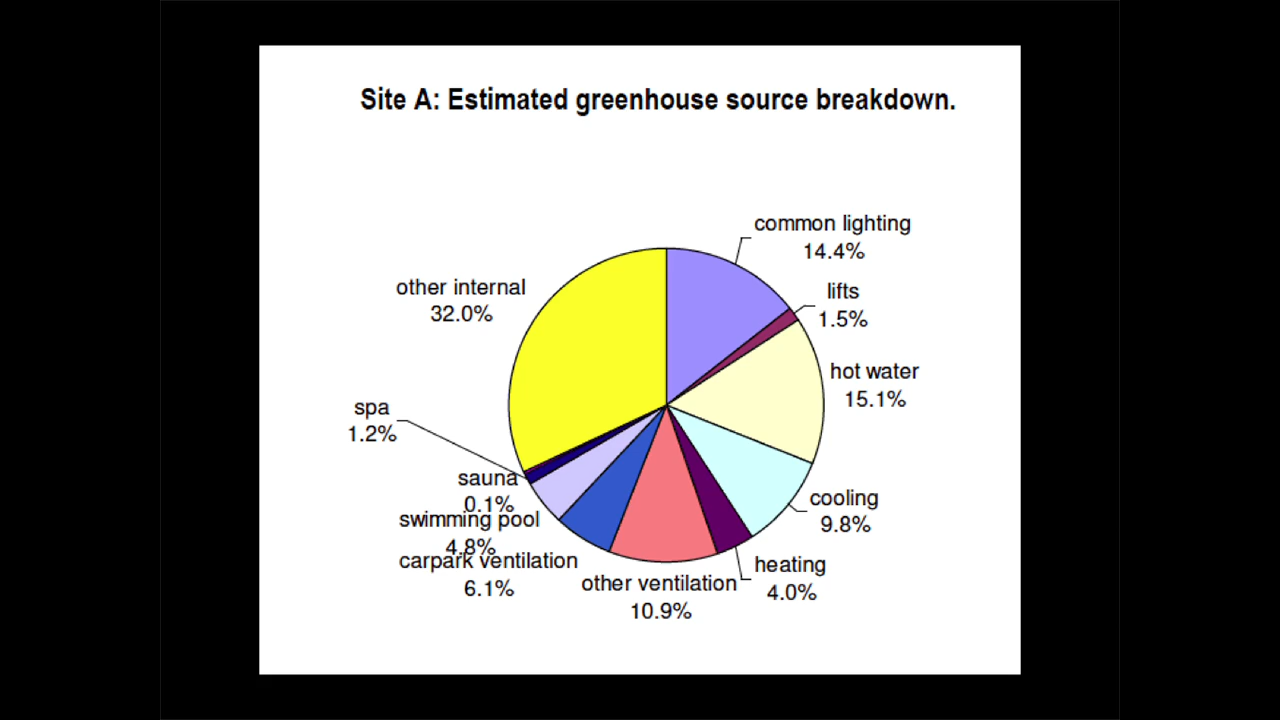 Site A: Estimated greenhouse source breakdown.
common lighting
14.4%
lifts
1.5%
hot water
15.1%
cooling
9.8%
heating
4.0%
other ventilation
10.9%
carpark ventilation
6.1%
swimming pool
4.8%
sauna
0.1%
spa
1.2%
other internal
32.0%